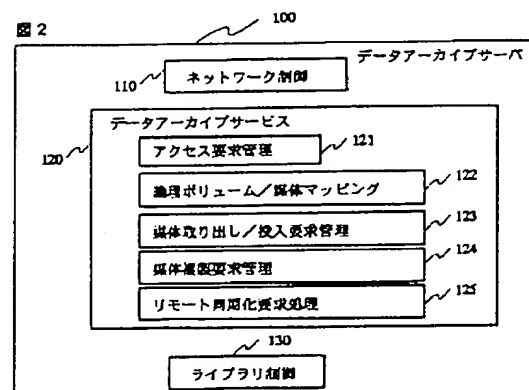 図2
100
データアーカイブサーバ
110
ネットワーク制御
データアーカイブサービス
120
アクセス要求管理
121
論理ボリューム／媒体マッピング
122
媒体取り出し／投入要求管理
123
媒体複製要求管理
124
リモート同期化要求処理
125
130
ライブラリ制御